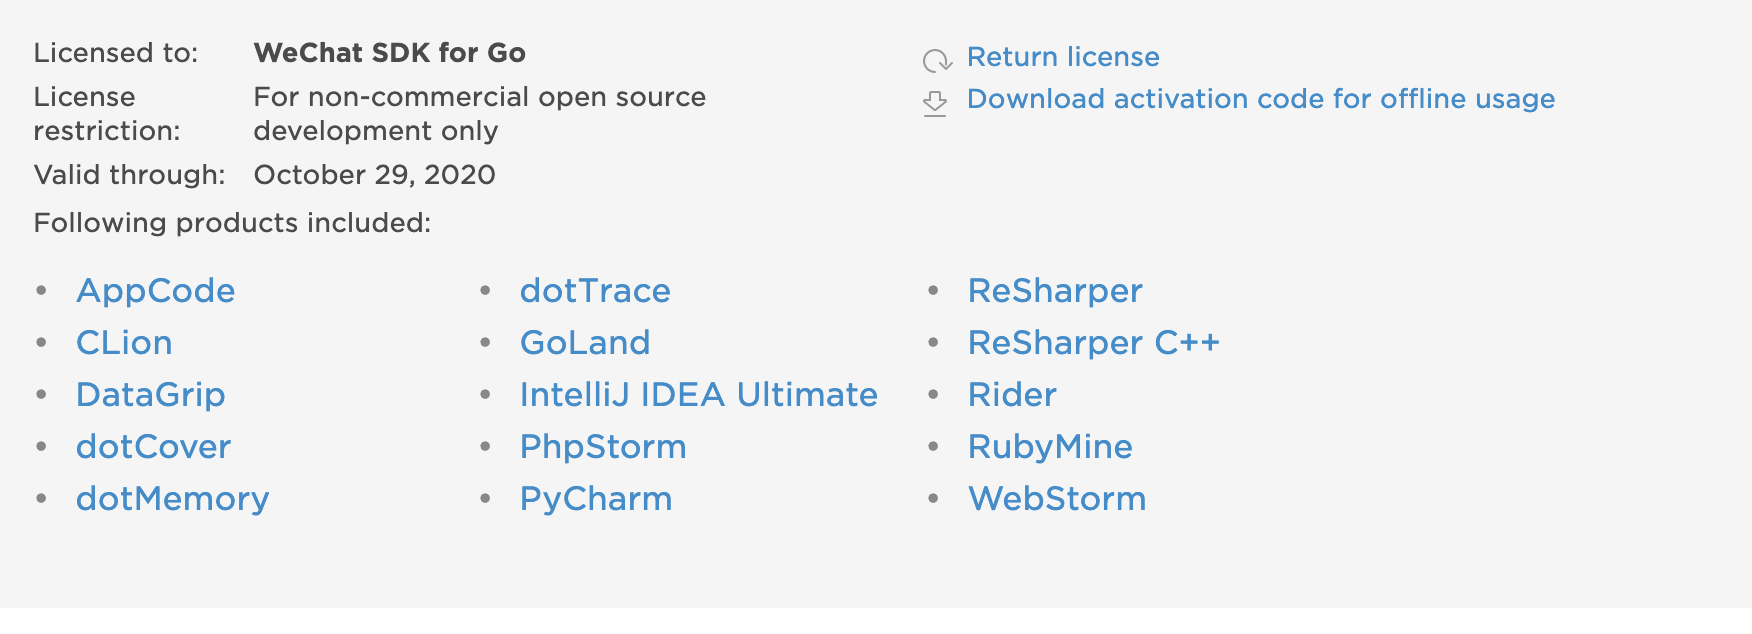 Licensed to: WeChat SDK for Go
License restriction: For non-commercial open source development only
Valid through: October 29, 2020
Return license
Download activation code for offline usage
Following products included:
• AppCode
• CLion
• DataGrip
• dotCover
• dotMemory
• dotTrace
• GoLand
• IntelliJ IDEA Ultimate
• PhpStorm
• PyCharm
• ReSharper
• ReSharper C++
• Rider
• RubyMine
• WebStorm